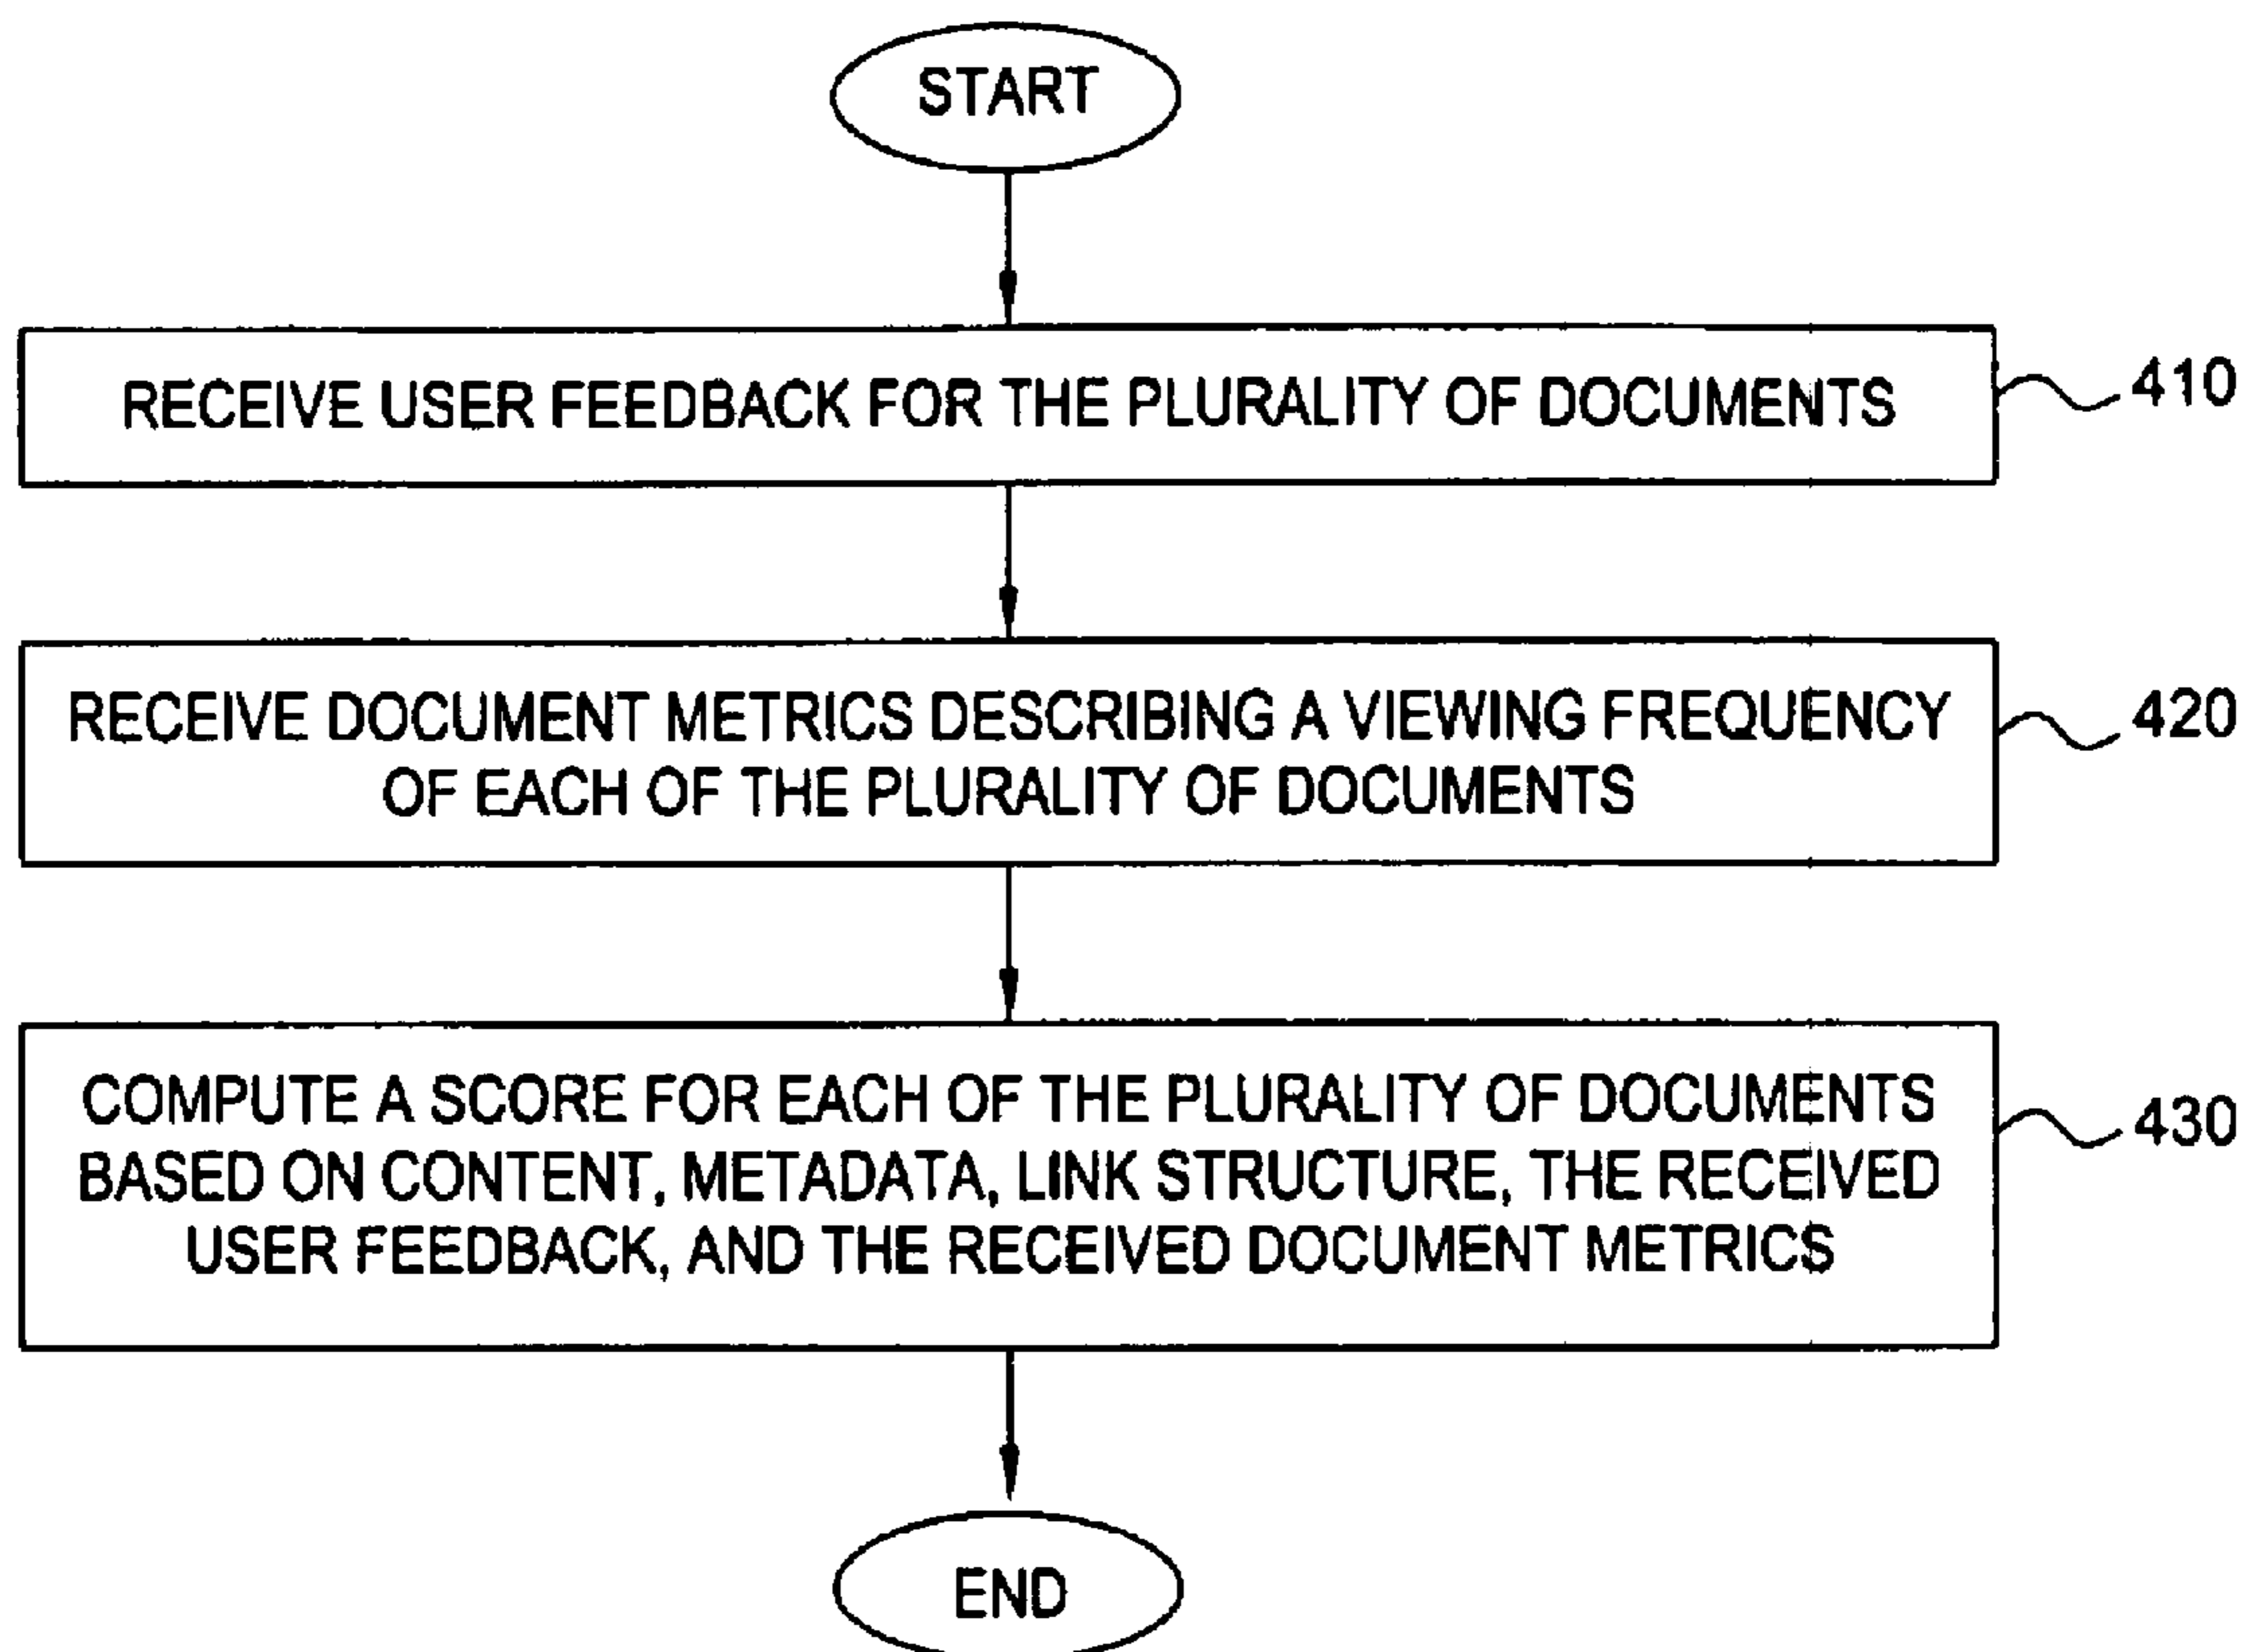 START
RECEIVE USER FEEDBACK FOR THE PLURALITY OF DOCUMENTS
410
RECEIVE DOCUMENT METRICS DESCRIBING A VIEWING FREQUENCY
OF EACH OF THE PLURALITY OF DOCUMENTS
420
COMPUTE A SCORE FOR EACH OF THE PLURALITY OF DOCUMENTS
BASED ON CONTENT, METADATA, LINK STRUCTURE, THE RECEIVED
USER FEEDBACK, AND THE RECEIVED DOCUMENT METRICS
430
END